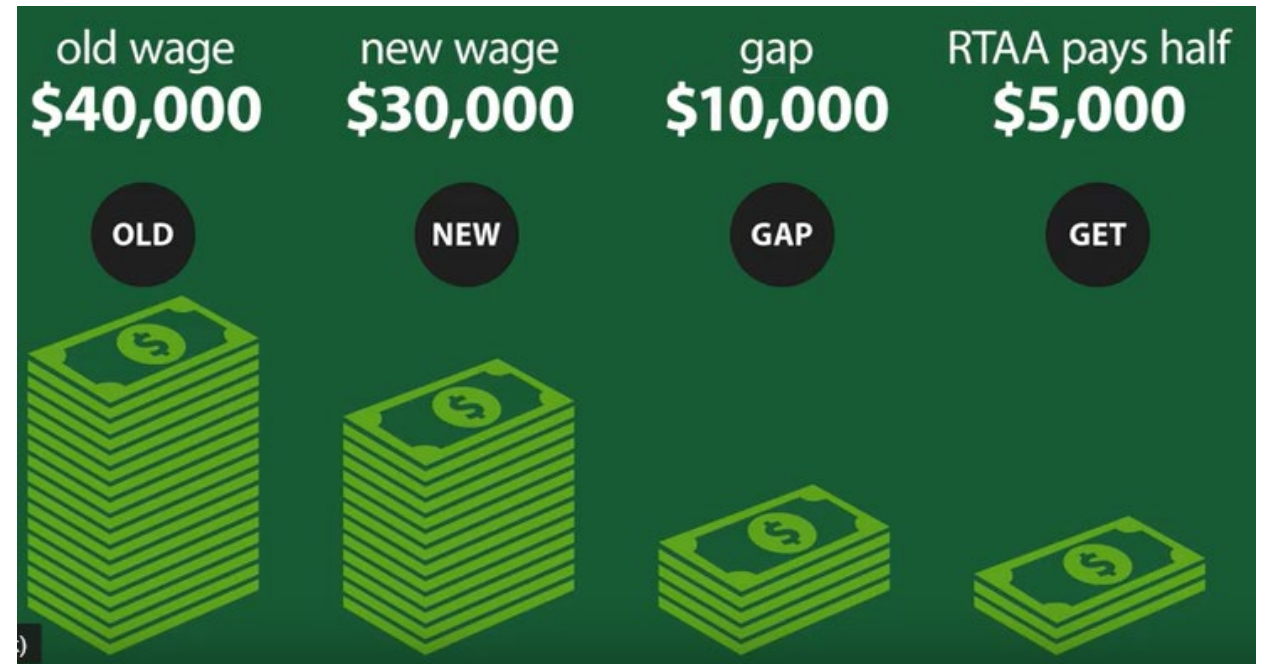 old wage
$40,000
new wage
$30,000
gap
$10,000
RTAA pays half
$5,000
OLD
NEW
GAP
GET
$
$
$
$
:)